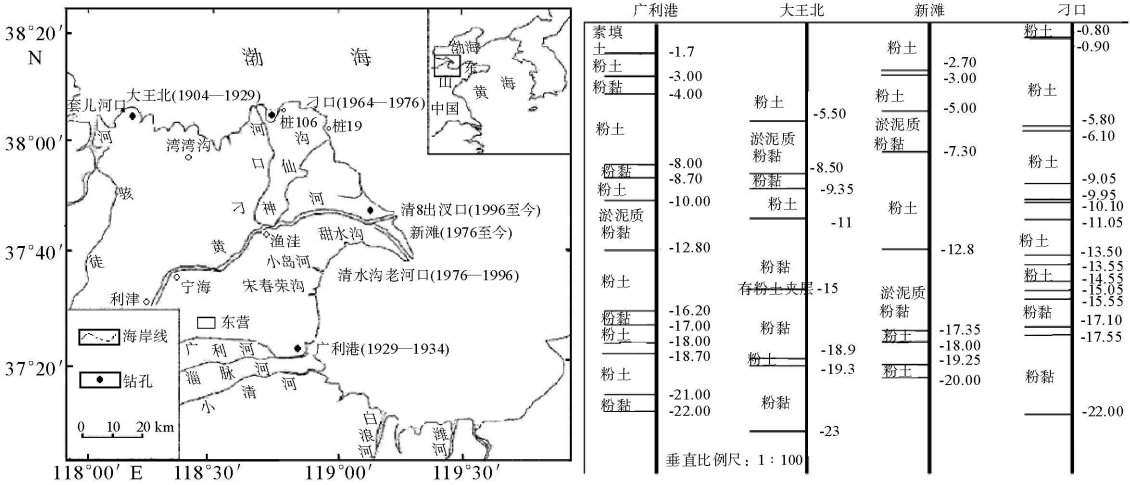 38°20′
N
38°00′
37°40′
37°20′
118°00′ E
118°30′
119°00′
119°30′
渤 海
渤海
东
山
黄 海
中国
大王北(1904—1929)
套儿河口
刁口(1964—1976)
桩106
桩19
湾湾沟
河
骇
徒
河口
沟
仙
神
刁
河
清8出汊口(1996至今)
新滩(1976至今)
甜水沟
黄
渔洼
小岛河
清水沟老河口(1976—1996)
宁海
宋春荣沟
利津
东营
海岸线
钻孔
0 10 20 km
广利河
广利港(1929—1934)
淄脉河
小清河
白浪河
潍河
广利港
素填土
-1.7
粉土
-3.00
粉黏
-4.00
粉土
-8.00
粉黏
-8.70
粉土
-10.00
淤泥质
粉黏
-12.80
粉土
-16.20
粉黏
-17.00
粉土
-18.00
-18.70
粉土
-21.00
粉黏
-22.00
大王北
粉土
-5.50
淤泥质
粉黏
-8.50
粉黏
-9.35
粉土
-11
粉黏
有粉土夹层
-15
粉黏
-18.9
粉土
-19.3
粉黏
-23
垂直比例尺：1：100
新滩
粉土
-2.70
-3.00
粉土
-5.00
淤泥质
粉黏
-7.30
粉土
-12.8
淤泥质
粉黏
-17.35
粉土
-18.00
-19.25
粉土
-20.00
刁口
粉土
-0.80
-0.90
粉土
-5.80
-6.10
粉土
-9.05
-9.95
-10.10
-11.05
粉土
-13.50
-13.55
粉土
-14.55
-15.05
-15.55
粉黏
-17.10
-17.55
粉黏
-22.00